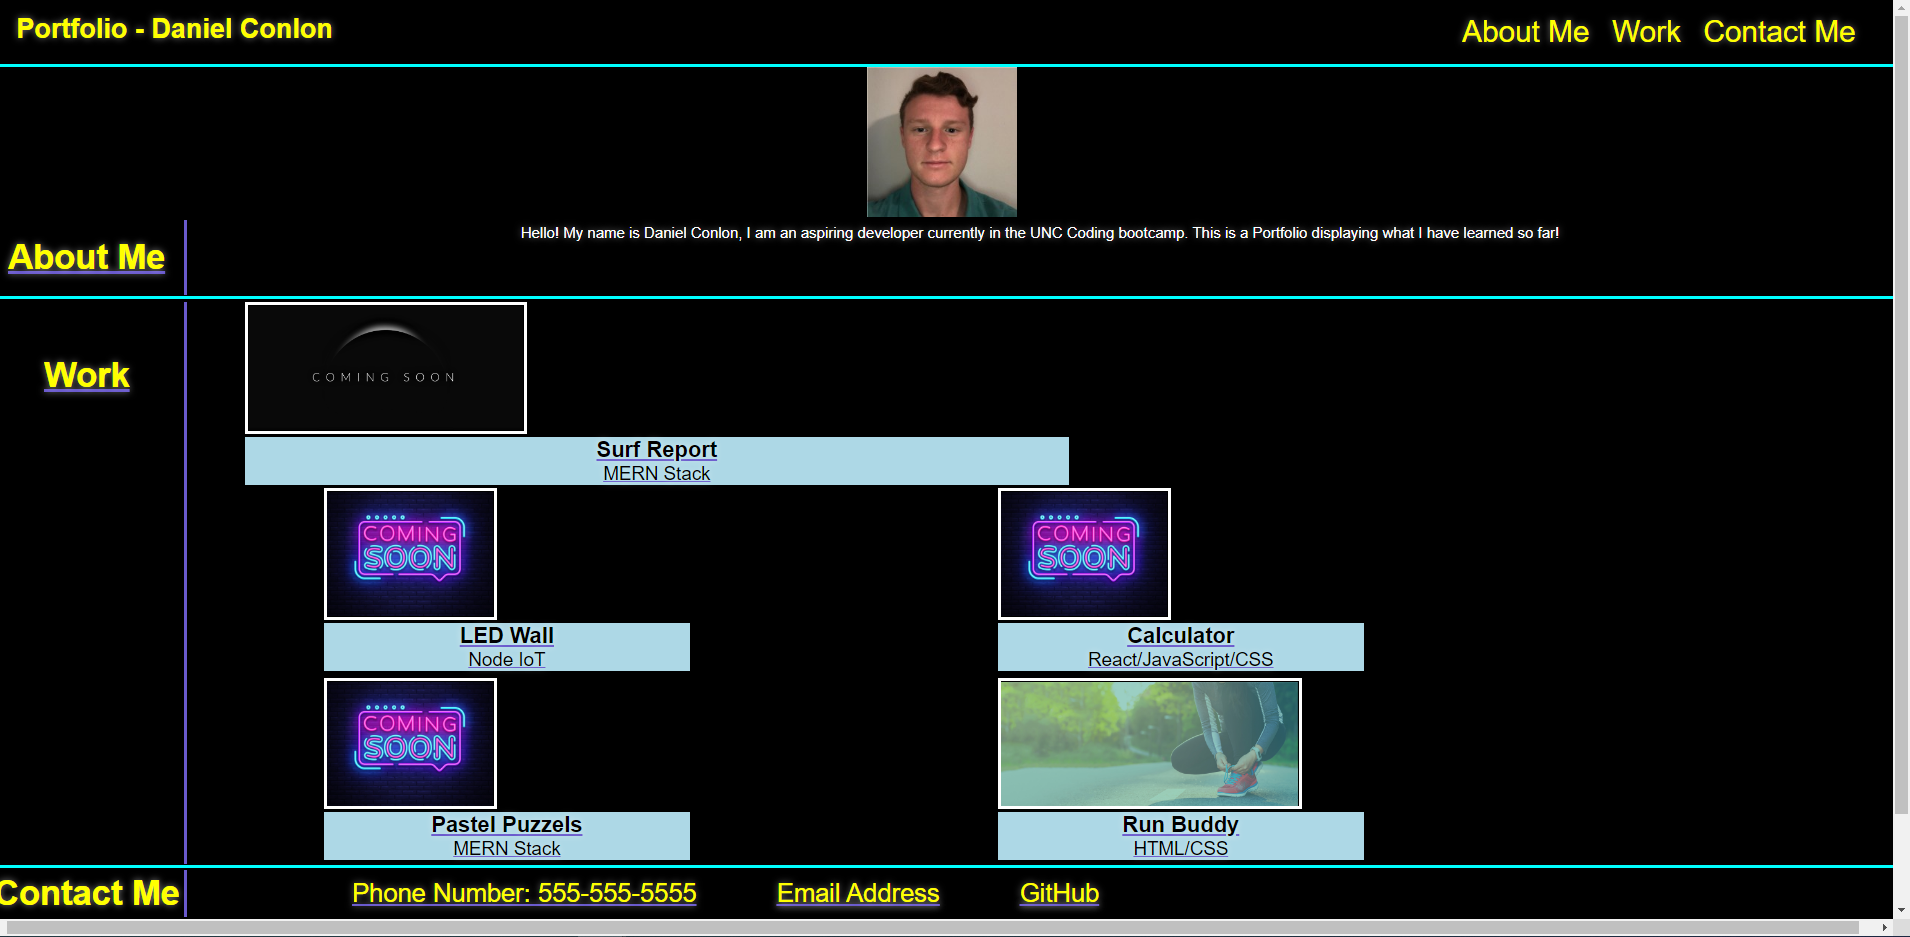 Portfolio - Daniel Conlon
About Me Work Contact Me
Hello! My name is Daniel Conlon, I am an aspiring developer currently in the UNC Coding bootcamp. This is a Portfolio displaying what I have learned so far!
About Me
Work
COMING SOON
Surf Report
MERN Stack
COMING
SOON
COMING
SOON
LED Wall
Node IoT
Calculator
React/JavaScript/CSS
COMING
SOON
Pastel Puzzels
MERN Stack
Run Buddy
HTML/CSS
Contact Me
Phone Number: 555-555-5555 Email Address GitHub